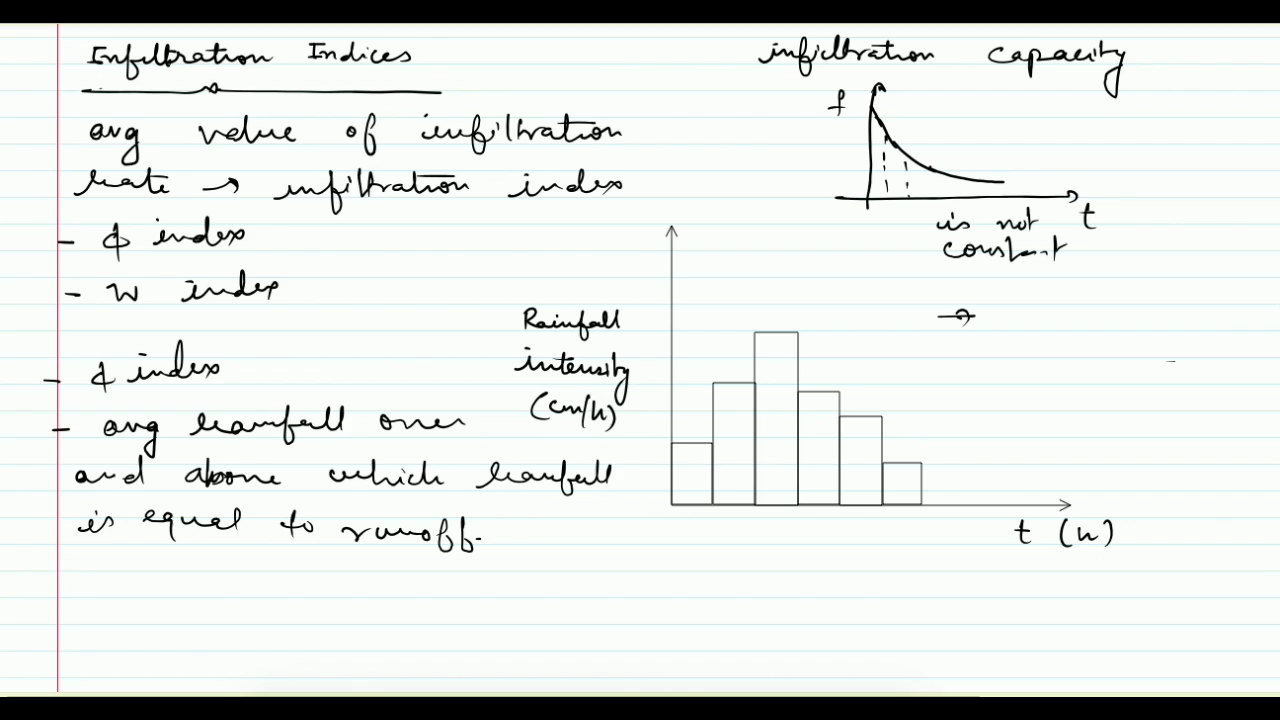 Infiltration Indices
avg value of infiltration
rate → infiltration index
- ϕ index
- W index
- ϕ index
- avg rainfall over
and above which rainfall
is equal to runoff.
infiltration capacity
f
t
is not
constant
→
Rainfall
intensity
(cm/h)
t (h)